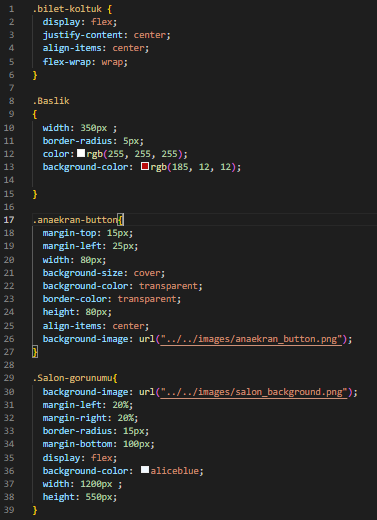 1 .bilet-koltuk {
2 display: flex;
3 justify-content: center;
4 align-items: center;
5 flex-wrap: wrap;
6 }
7
8 .Baslik
9 {
10 width: 350px ;
11 border-radius: 5px;
12 color: rgb(255, 255, 255);
13 background-color: rgb(185, 12, 12);
14
15 }
16
17 .anaekran-button{
18 margin-top: 15px;
19 margin-left: 25px;
20 width: 80px;
21 background-size: cover;
22 background-color: transparent;
23 border-color: transparent;
24 height: 80px;
25 align-items: center;
26 background-image: url("../../images/anaekran_button.png");
27 }
28
29 .Salon-gorunumu{
30 background-image: url("../../images/salon_background.png");
31 margin-left: 20%;
32 margin-right: 20%;
33 border-radius: 15px;
34 margin-bottom: 100px;
35 display: flex;
36 background-color: aliceblue;
37 width: 1200px ;
38 height: 550px;
39 }